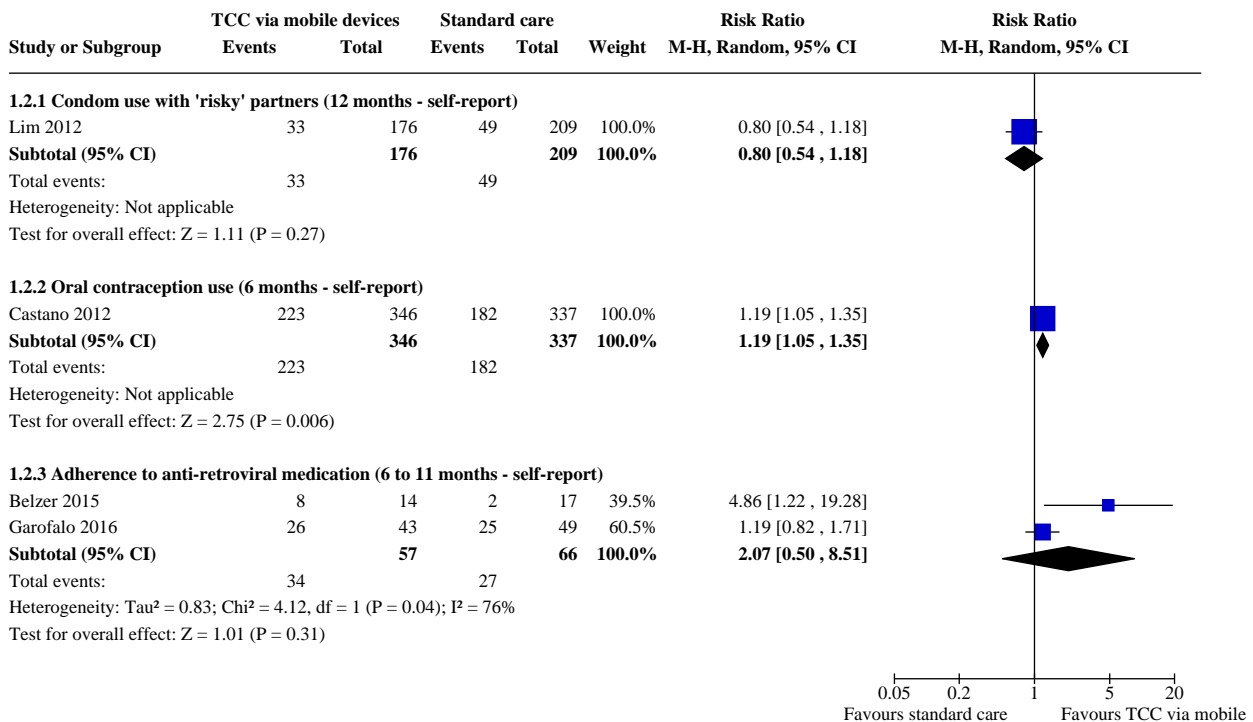 TCC via mobile devices Standard care Risk Ratio Risk Ratio
Study or Subgroup Events Total Events Total Weight M-H, Random, 95% CI M-H, Random, 95% CI
1.2.1 Condom use with 'risky' partners (12 months - self-report)
Lim 2012 33 176 49 209 100.0% 0.80 [0.54 , 1.18]
Subtotal (95% CI) 176 209 100.0% 0.80 [0.54 , 1.18]
Total events: 33 49
Heterogeneity: Not applicable
Test for overall effect: Z = 1.11 (P = 0.27)
1.2.2 Oral contraception use (6 months - self-report)
Castano 2012 223 346 182 337 100.0% 1.19 [1.05 , 1.35]
Subtotal (95% CI) 346 337 100.0% 1.19 [1.05 , 1.35]
Total events: 223 182
Heterogeneity: Not applicable
Test for overall effect: Z = 2.75 (P = 0.006)
1.2.3 Adherence to anti-retroviral medication (6 to 11 months - self-report)
Belzer 2015 8 14 2 17 39.5% 4.86 [1.22 , 19.28]
Garofalo 2016 26 43 25 49 60.5% 1.19 [0.82 , 1.71]
Subtotal (95% CI) 57 66 100.0% 2.07 [0.50 , 8.51]
Total events: 34 27
Heterogeneity: Tau² = 0.83; Chi² = 4.12, df = 1 (P = 0.04); I² = 76%
Test for overall effect: Z = 1.01 (P = 0.31)
0.05 0.2 1 5 20
Favours standard care Favours TCC via mobile